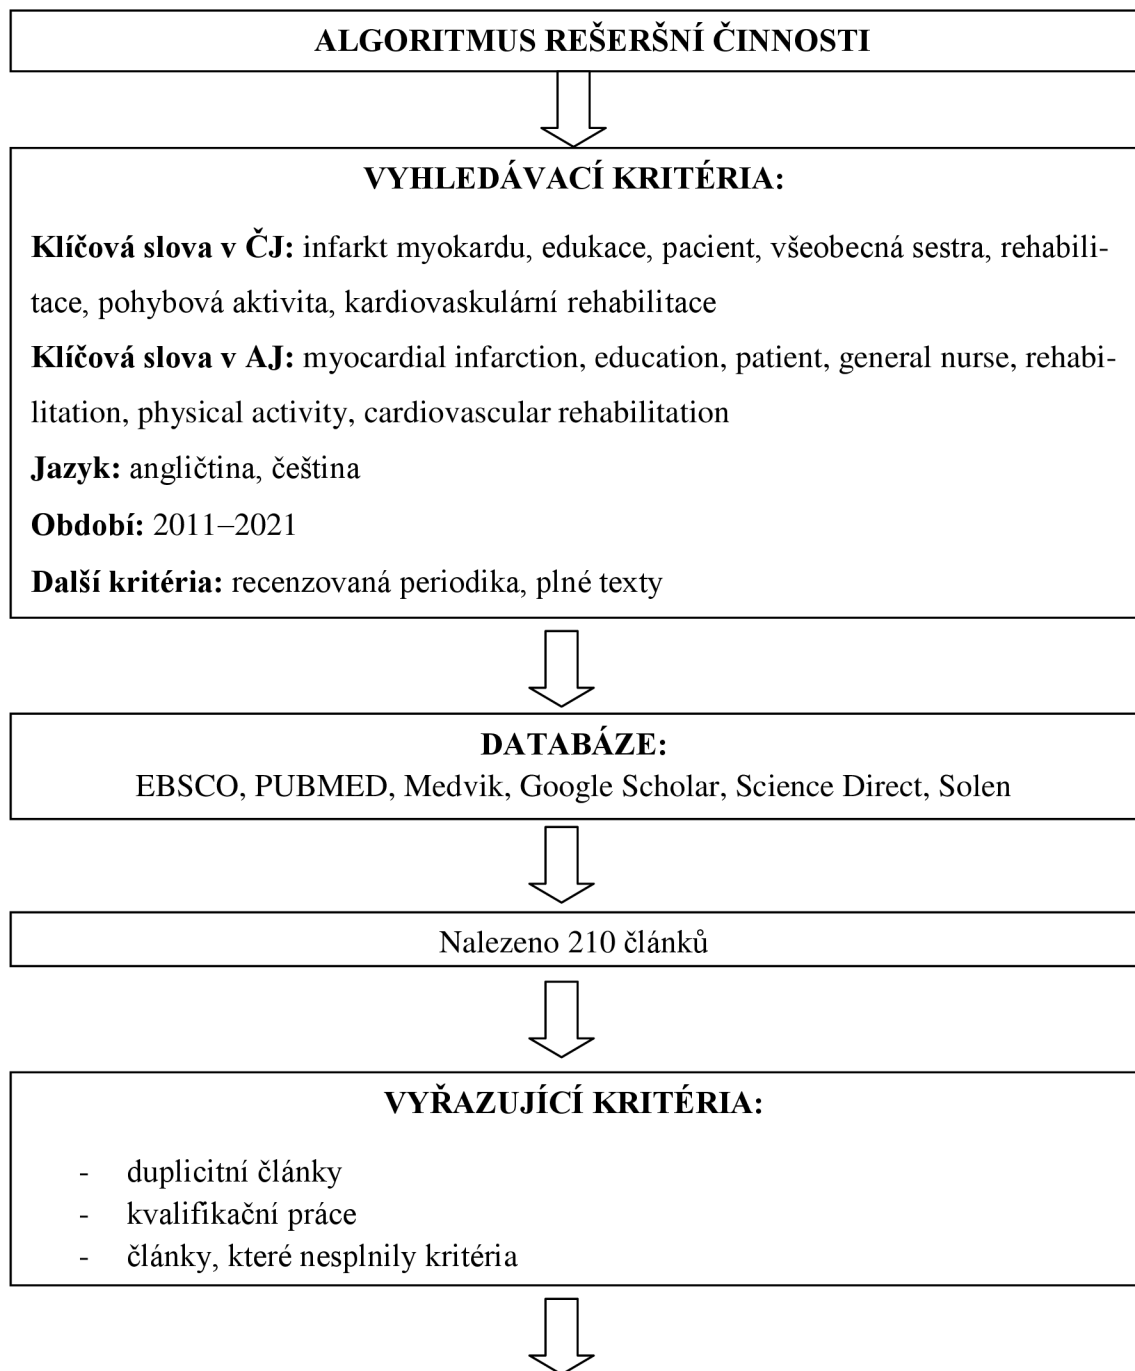 ALGORITMUS REŠERŠNÍ ČINNOSTI
VYHLEDÁVACÍ KRITÉRIA:
Klíčová slova v ČJ: infarkt myokardu, edukace, pacient, všeobecná sestra, rehabili-
tace, pohybová aktivita, kardiovaskulární rehabilitace
Klíčová slova v AJ: myocardial infarction, education, patient, general nurse, rehabi-
litation, physical activity, cardiovascular rehabilitation
Jazyk: angličtina, čeština
Období: 2011–2021
Další kritéria: recenzovaná periodika, plné texty
DATABÁZE:
EBSCO, PUBMED, Medvik, Google Scholar, Science Direct, Solen
Nalezeno 210 článků
VYŘAZUJÍCÍ KRITÉRIA:
- duplicitní články
- kvalifikační práce
- články, které nesplnily kritéria